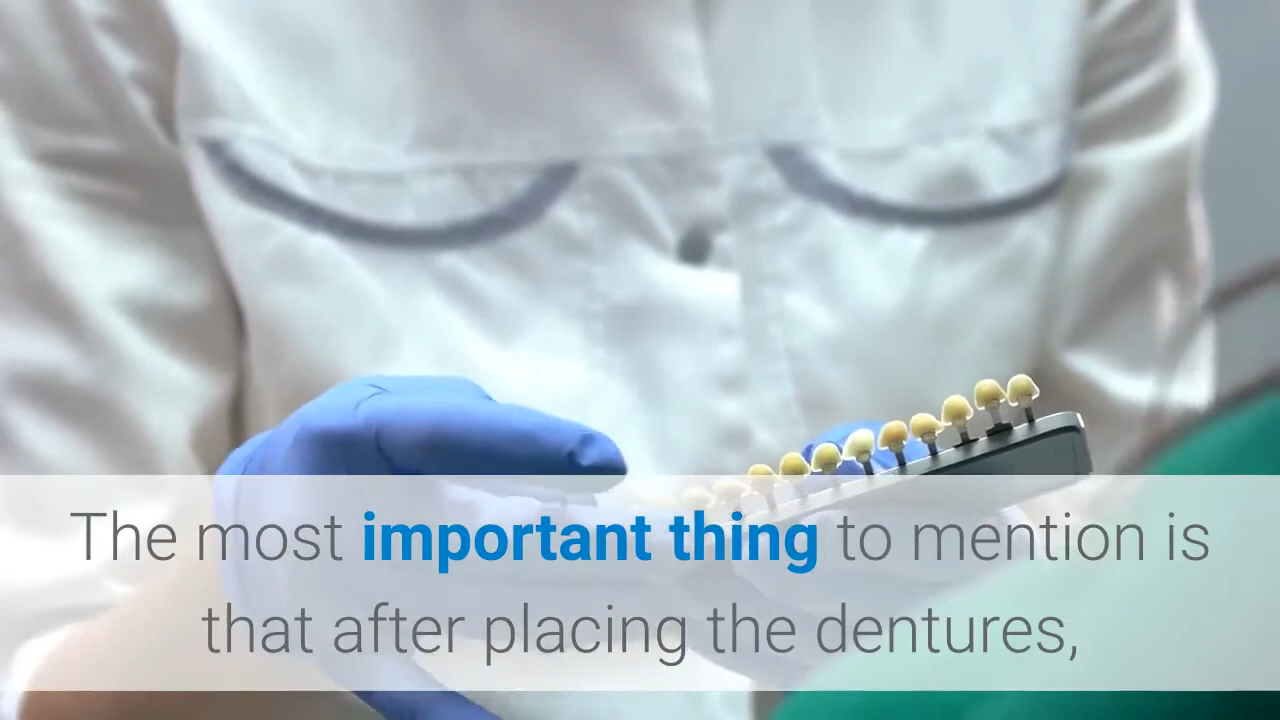 The most important thing to mention is
that after placing the dentures,